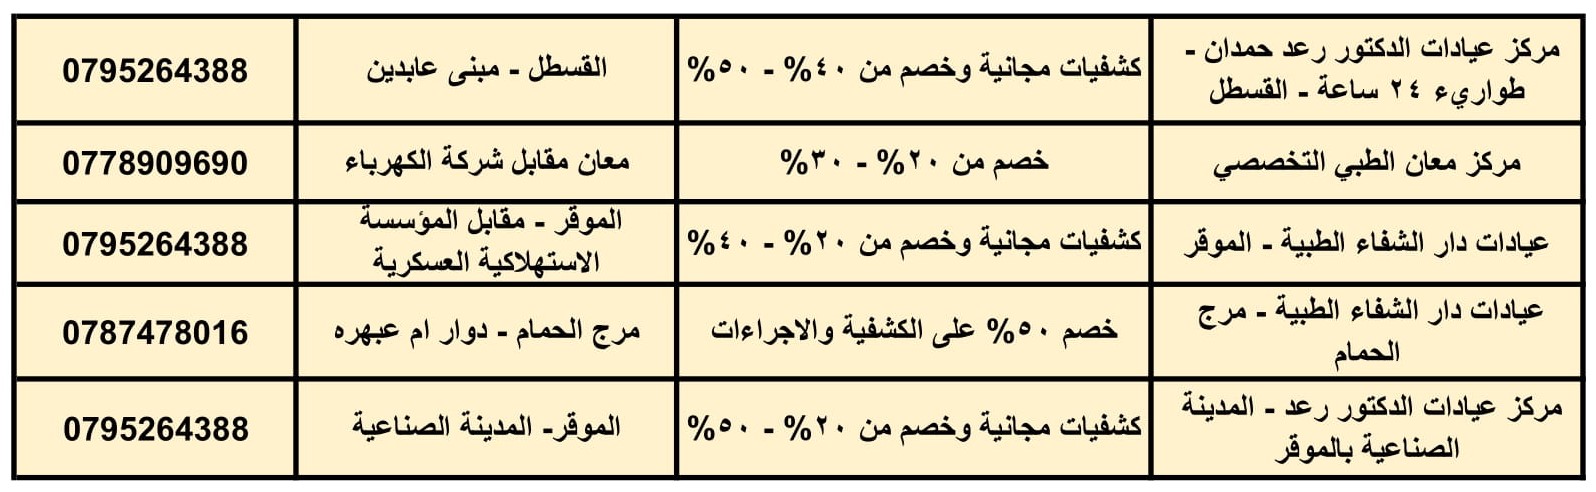 مركز عيادات الدكتور رعد حمدان -
طواريء ٢٤ ساعة - القسطل
كشفيات مجانية وخصم من ٤٠% - ٥٠%
القسطل - مبنى عابدين
0795264388
مركز معان الطبي التخصصي
خصم من ٢٠% - ٣٠%
معان مقابل شركة الكهرباء
0778909690
عيادات دار الشفاء الطبية - الموقر
كشفيات مجانية وخصم من ٢٠% - ٤٠%
الموقر - مقابل المؤسسة
الاستهلاكية العسكرية
0795264388
عيادات دار الشفاء الطبية - مرج
الحمام
خصم ٥٠% على الكشفية والاجراءات
مرج الحمام - دوار ام عبهره
0787478016
مركز عيادات الدكتور رعد - المدينة
الصناعية بالموقر
كشفيات مجانية وخصم من ٢٠% - ٥٠%
الموقر- المدينة الصناعية
0795264388